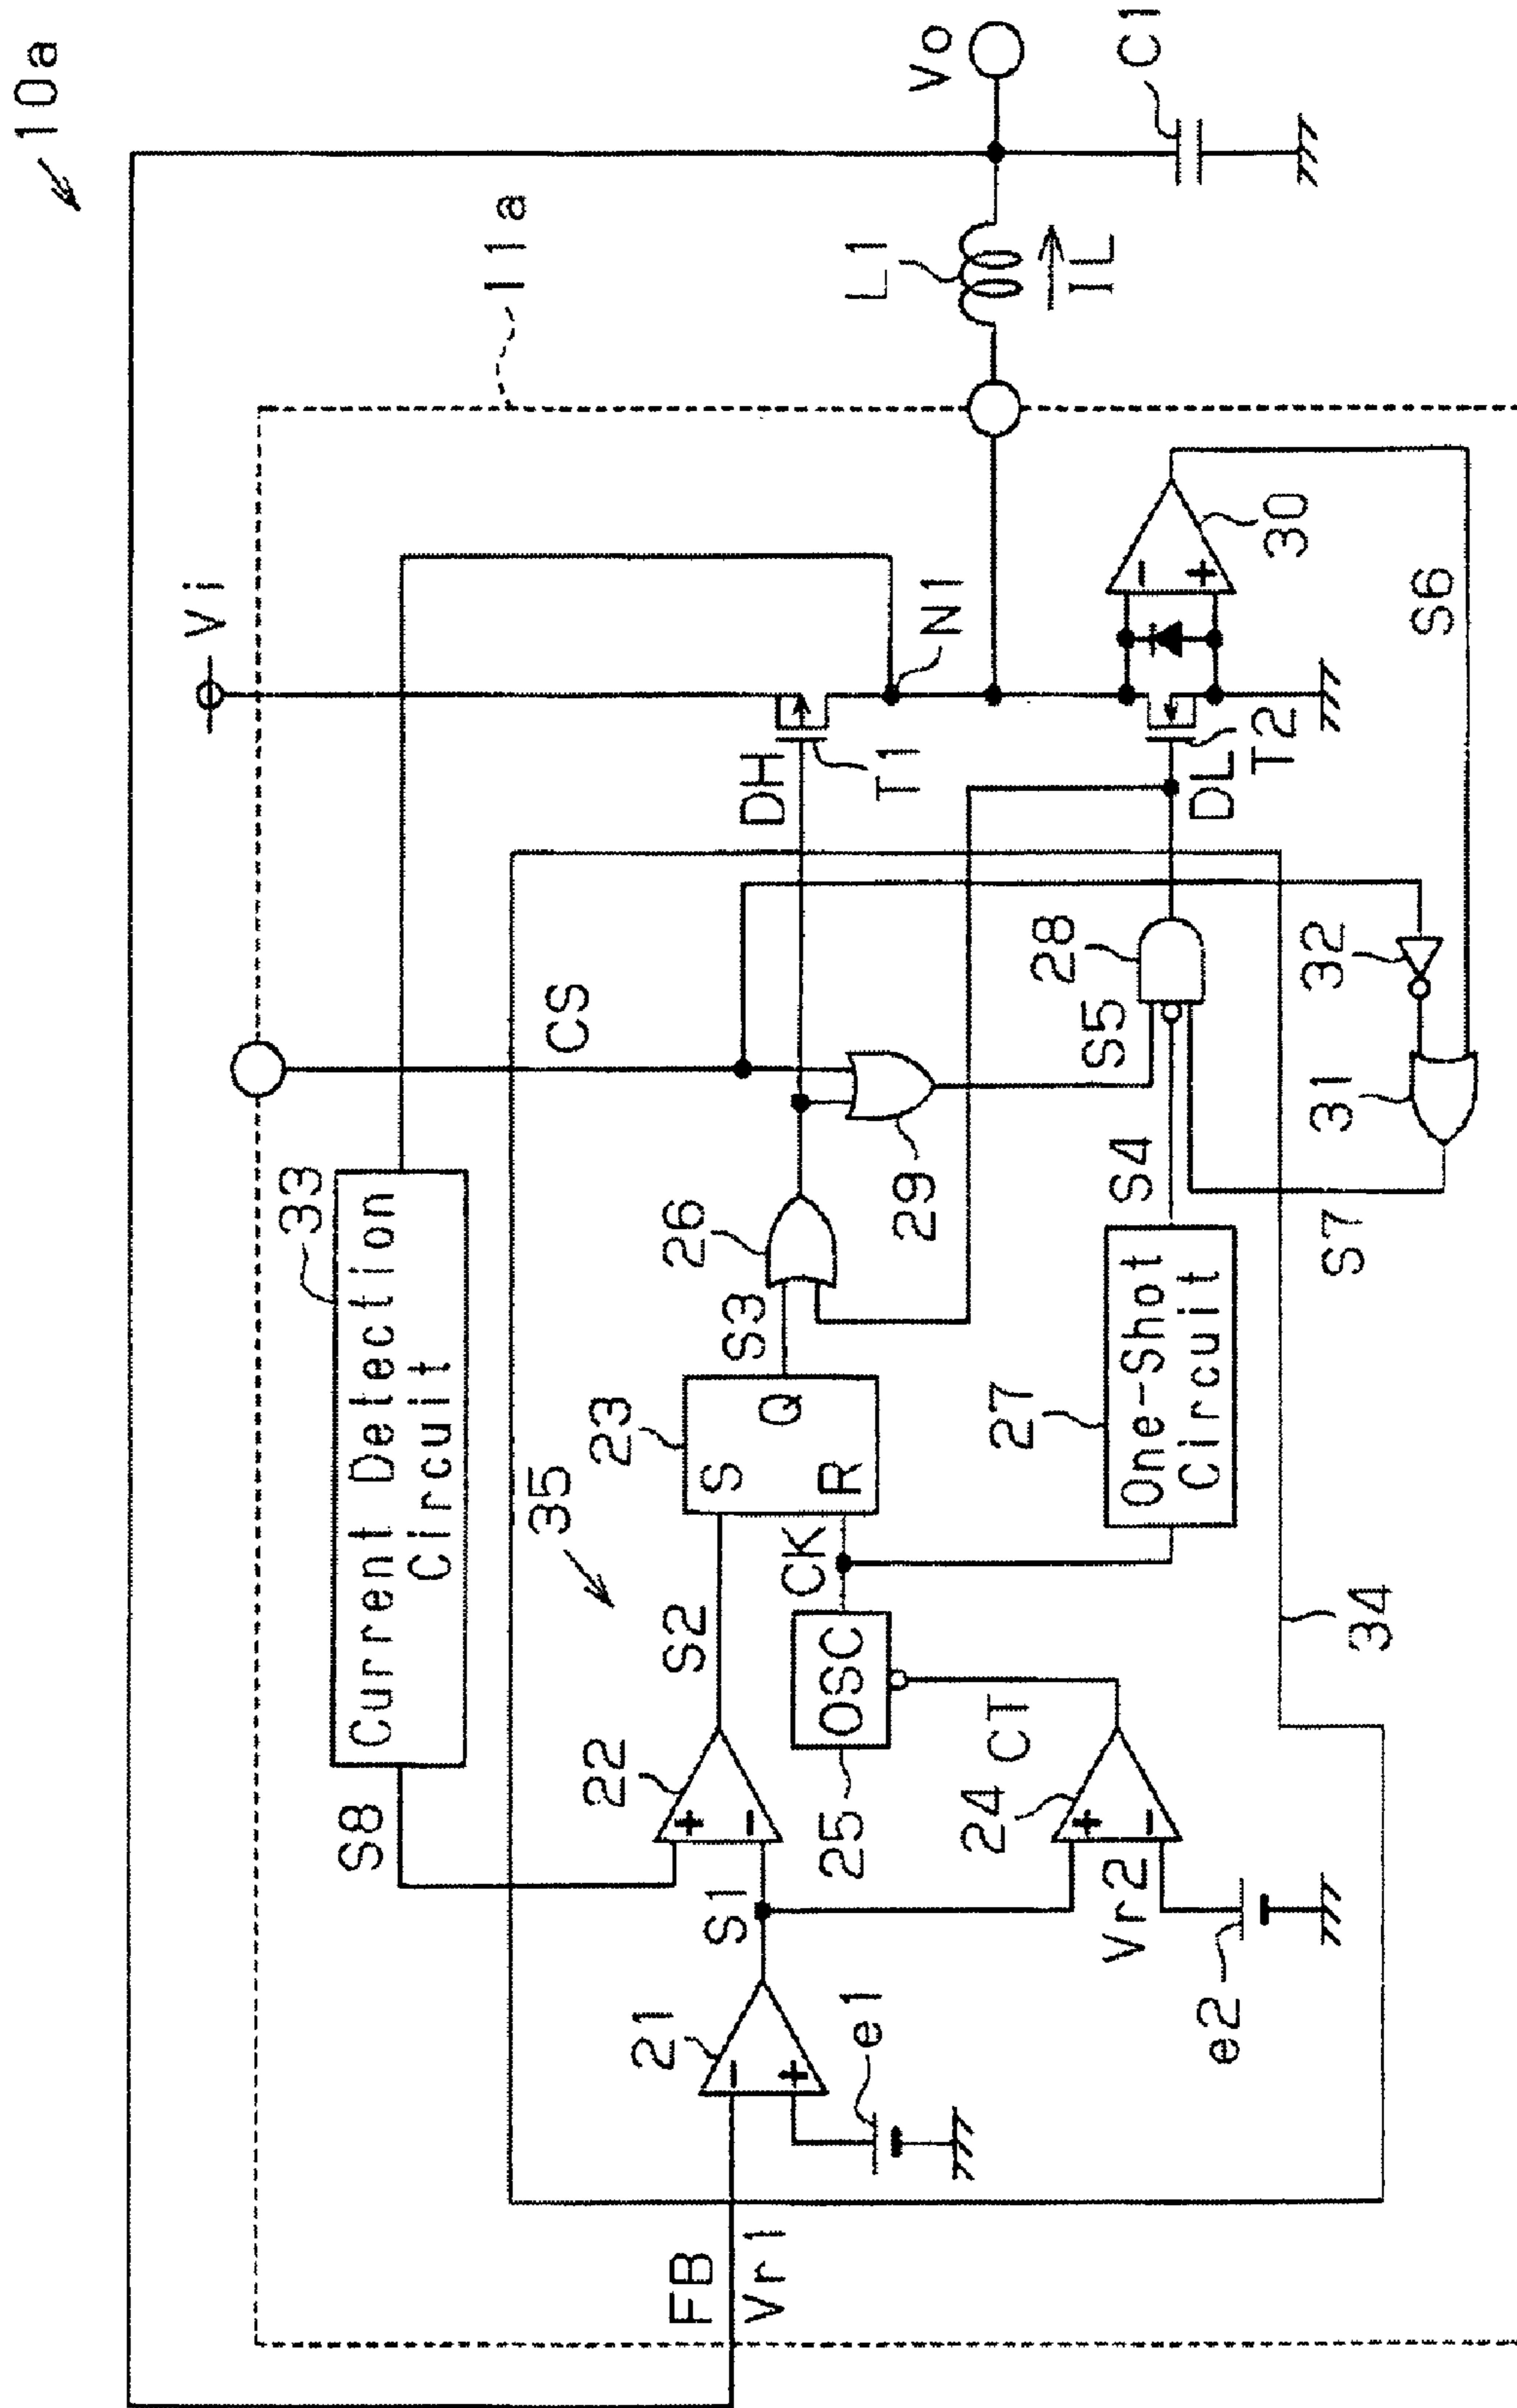 10a
11a
Vi
Vo
C1
L1
IL
33
Current Detection
Circuit
S8
CS
DH
T1
N1
30
S6
DL
T2
35
26
29
S3
23
S
Q
R
S2
22
+
-
CK
OSC
25
27
One-Shot
Circuit
S4
S5
28
32
31
S7
34
CT
24
+
-
Vr2
e2
S1
21
-
+
e1
FB
Vr1
-
+